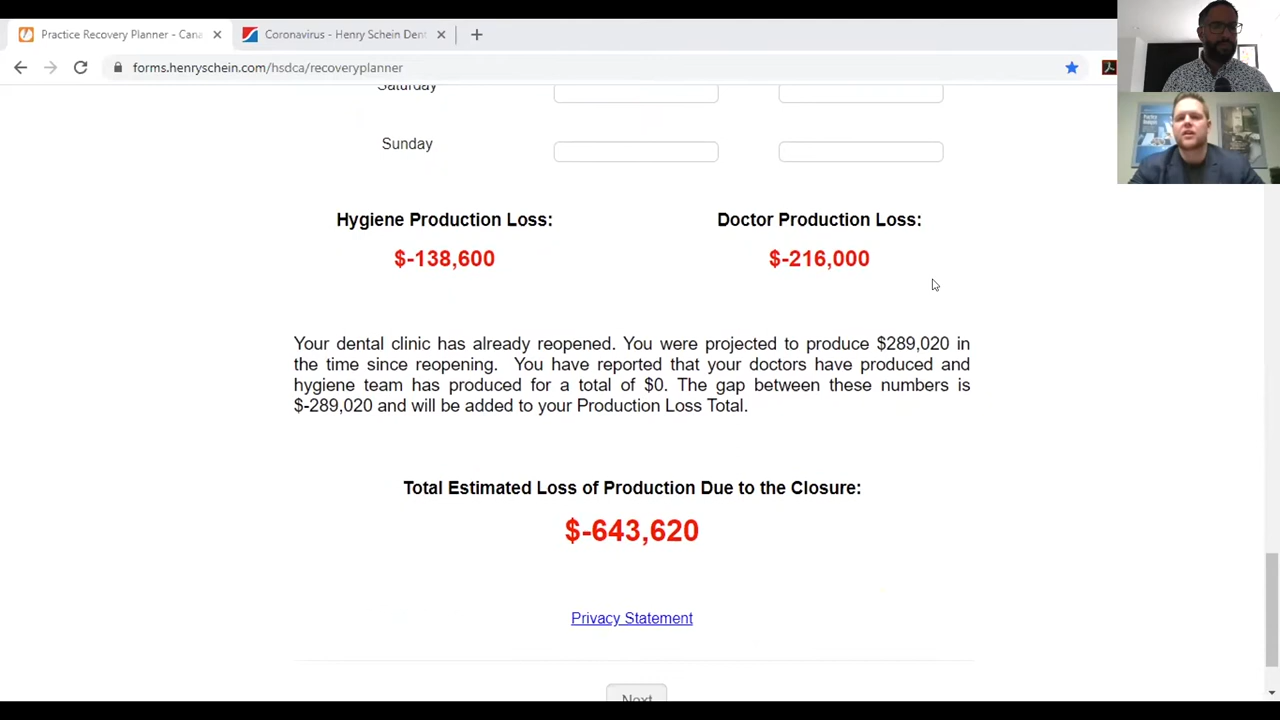 Practice Recovery Planner - Cana
Coronavirus - Henry Schein Dent
forms.henryschein.com/hsdca/recoveryplanner
Saturday
Sunday
Hygiene Production Loss:
Doctor Production Loss:
$-138,600
$-216,000
Your dental clinic has already reopened. You were projected to produce $289,020 in
the time since reopening. You have reported that your doctors have produced and
hygiene team has produced for a total of $0. The gap between these numbers is
$-289,020 and will be added to your Production Loss Total.
Total Estimated Loss of Production Due to the Closure:
$-643,620
Privacy Statement
Next